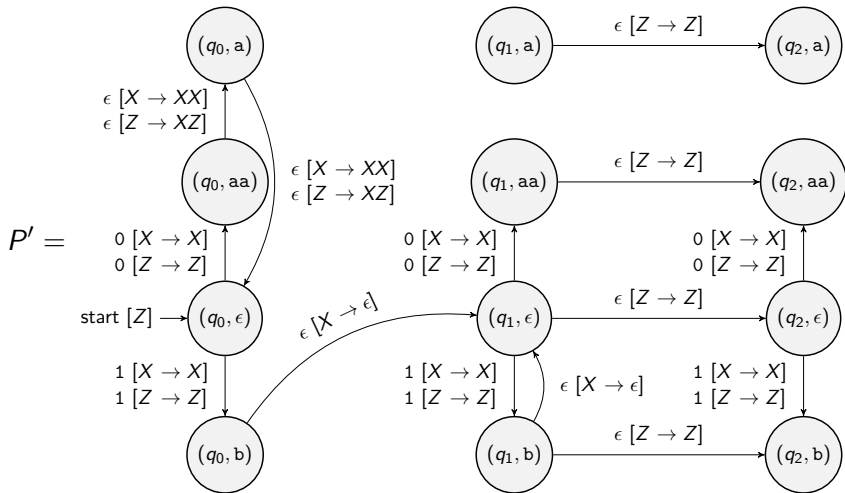 (q₀, a)
(q₁, a)
ϵ [Z → Z]
(q₂, a)
ϵ [X → XX]
ϵ [Z → XZ]
ϵ [X → XX]
ϵ [Z → XZ]
(q₀, aa)
(q₁, aa)
ϵ [Z → Z]
(q₂, aa)
P′ =
0 [X → X]
0 [Z → Z]
0 [X → X]
0 [Z → Z]
0 [X → X]
0 [Z → Z]
start [Z]
(q₀, ϵ)
ϵ [X → ϵ]
(q₁, ϵ)
ϵ [Z → Z]
(q₂, ϵ)
1 [X → X]
1 [Z → Z]
1 [X → X]
1 [Z → Z]
ϵ [X → ϵ]
1 [X → X]
1 [Z → Z]
(q₀, b)
(q₁, b)
ϵ [Z → Z]
(q₂, b)